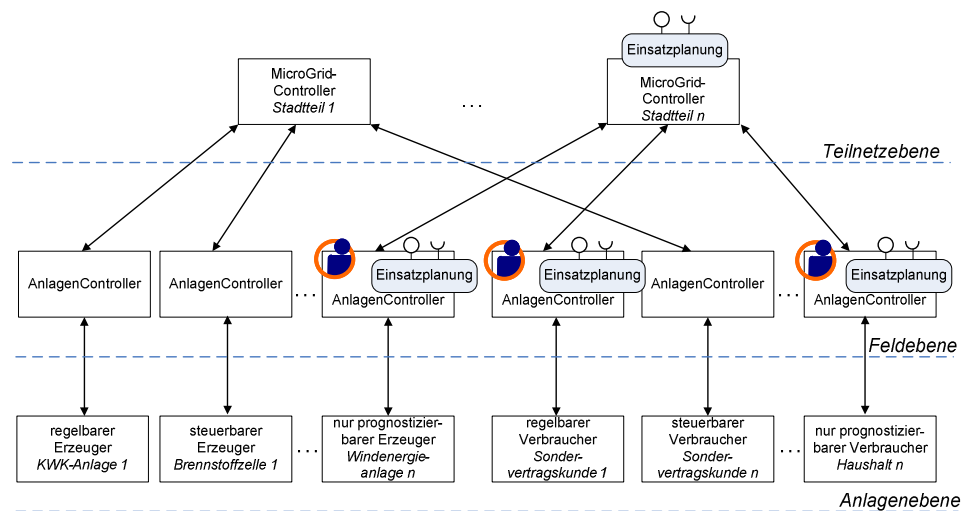 Einsatzplanung
MicroGrid-
Controller
Stadtteil 1
...
MicroGrid-
Controller
Stadtteil n
Teilnetzebene
AnlagenController
AnlagenController
...
Einsatzplanung
AnlagenController
Einsatzplanung
AnlagenController
AnlagenController
...
Einsatzplanung
AnlagenController
Feldebene
regelbarer
Erzeuger
KWK-Anlage 1
steuerbarer
Erzeuger
Brennstoffzelle 1
...
nur prognostizier-
barer Erzeuger
Windenergie-
anlage n
regelbarer
Verbraucher
Sonder-
vertragskunde 1
steuerbarer
Verbraucher
Sonder-
vertragskunde n
...
nur prognostizier-
barer Verbraucher
Haushalt n
Anlagenebene